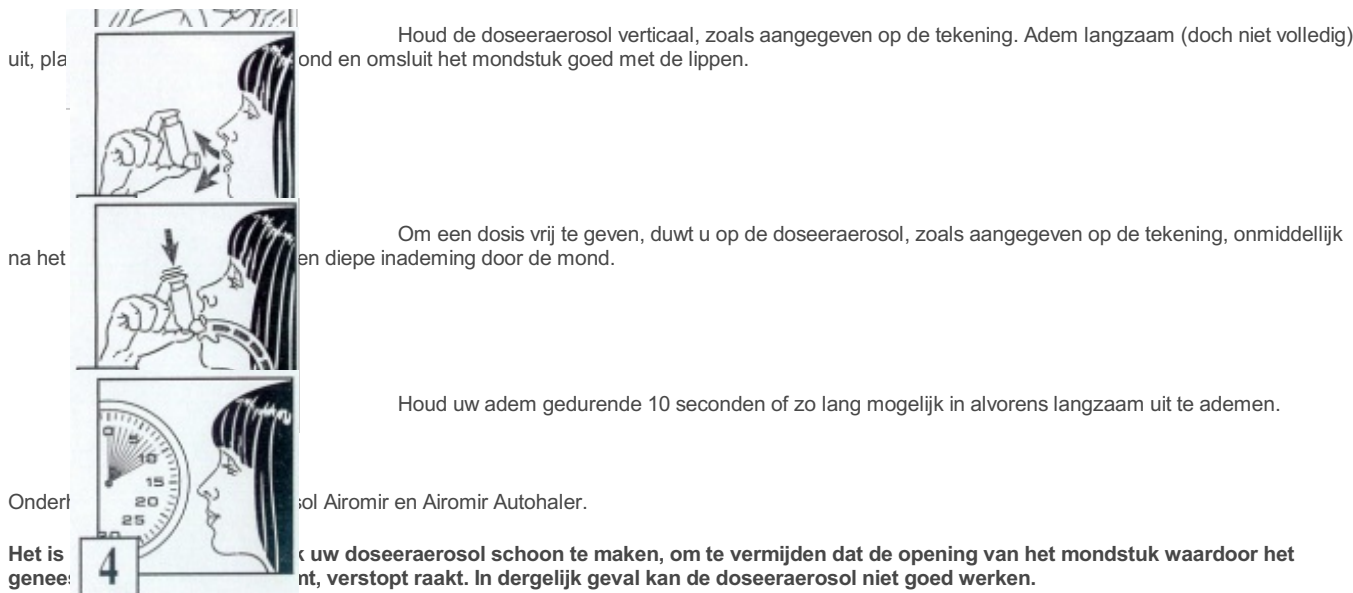 Houd de doseeraerosol verticaal, zoals aangegeven op de tekening. Adem langzaam (doch niet volledig)
uit, ond en omsluit het mondstuk goed met de lippen.
Om een dosis vrij te geven, duwt u op de doseeraerosol, zoals aangegeven op de tekening, onmiddellijk
na het en diepe inademing door de mond.
Houd uw adem gedurende 10 seconden of zo lang mogelijk in alvorens langzaam uit te ademen.
0
5
10
15
20
25
Airomir en Airomir Autohaler.
Het is uw doseeraerosol schoon te maken, om te vermijden dat de opening van het mondstuk waardoor het
4
verstopt raakt. In dergelijk geval kan de doseeraerosol niet goed werken.